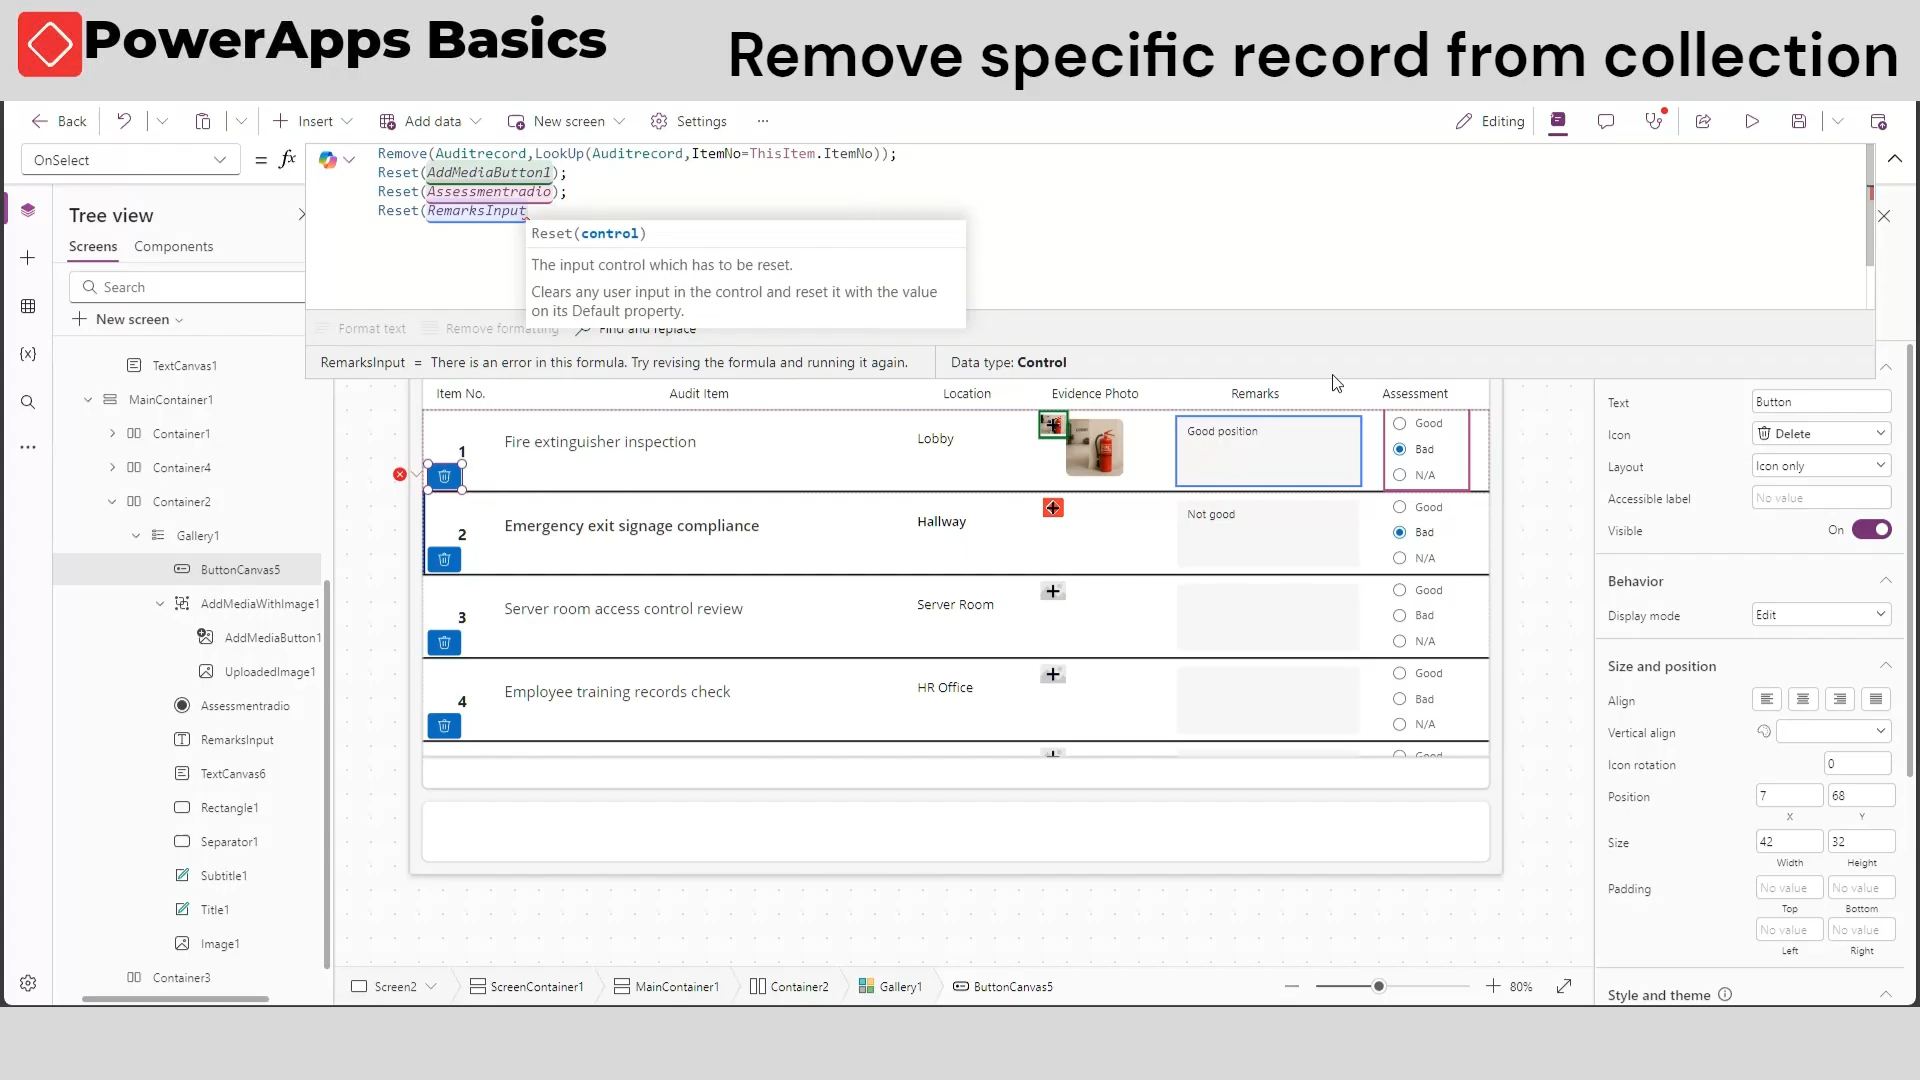 PowerApps Basics
Remove specific record from collection
Back
Insert
Add data
New screen
Settings
Editing
OnSelect
= fx
Remove(Auditrecord,LookUp(Auditrecord,ItemNo=ThisItem.ItemNo));
Reset(AddMediaButton1);
Reset(Assessmentradio);
Reset(RemarksInput
Reset(control)
The input control which has to be reset.
Clears any user input in the control and reset it with the value
on its Default property.
Format text
Remove formatting
Find and replace
RemarksInput = There is an error in this formula. Try revising the formula and running it again.
Data type: Control
Tree view
Screens
Components
Search
New screen
TextCanvas1
MainContainer1
Container1
Container4
Container2
Gallery1
ButtonCanvas5
AddMediaWithImage1
AddMediaButton1
UploadedImage1
Assessmentradio
RemarksInput
TextCanvas6
Rectangle1
Separator1
Subtitle1
Title1
Image1
Container3
Item No.
Audit Item
Location
Evidence Photo
Remarks
Assessment
1
Fire extinguisher inspection
Lobby
Good position
Good
Bad
N/A
2
Emergency exit signage compliance
Hallway
Not good
Good
Bad
N/A
3
Server room access control review
Server Room
Good
Bad
N/A
4
Employee training records check
HR Office
Good
Bad
N/A
Good
Text
Button
Icon
Delete
Layout
Icon only
Accessible label
No value
Visible
On
Behavior
Display mode
Edit
Size and position
Align
Vertical align
Icon rotation
0
Position
7
68
X
Y
Size
42
32
Width
Height
Padding
No value
No value
Top
Bottom
No value
No value
Left
Right
Style and theme
Screen2
ScreenContainer1
MainContainer1
Container2
Gallery1
ButtonCanvas5
80%